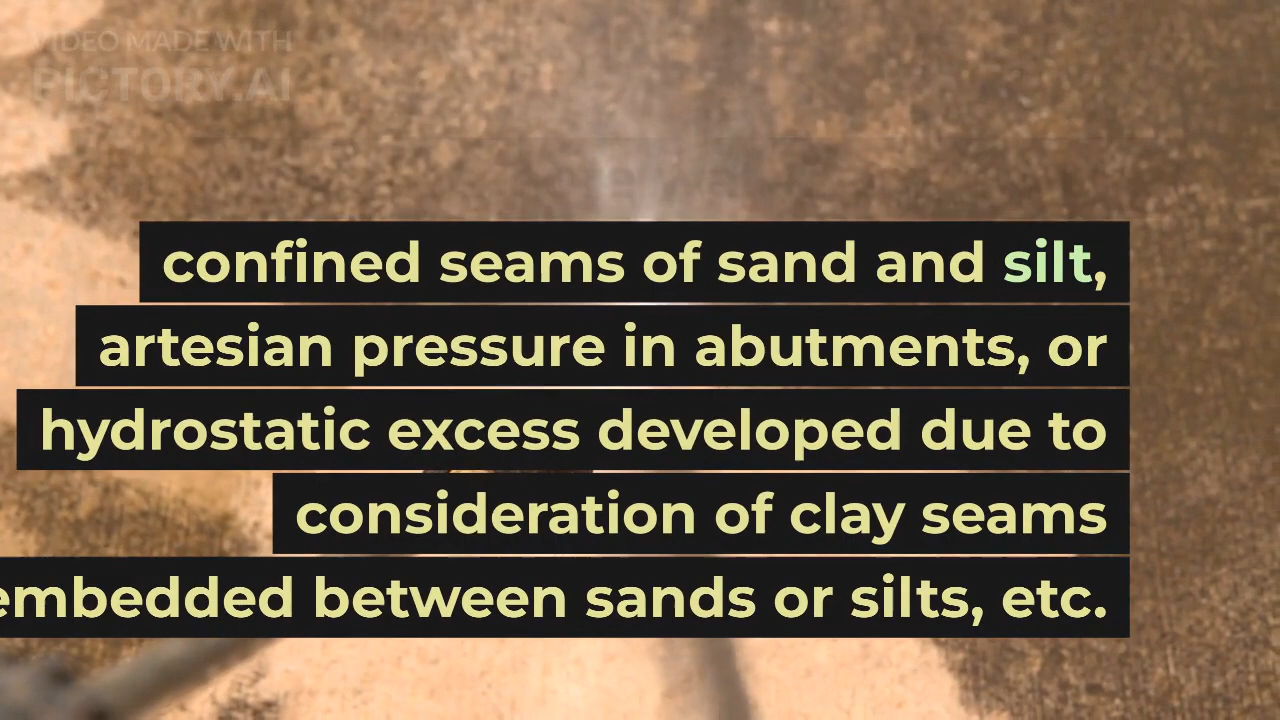 VIDEO MADE WITH
PICTORY.AI
confined seams of sand and silt,
artesian pressure in abutments, or
hydrostatic excess developed due to
consideration of clay seams
embedded between sands or silts, etc.